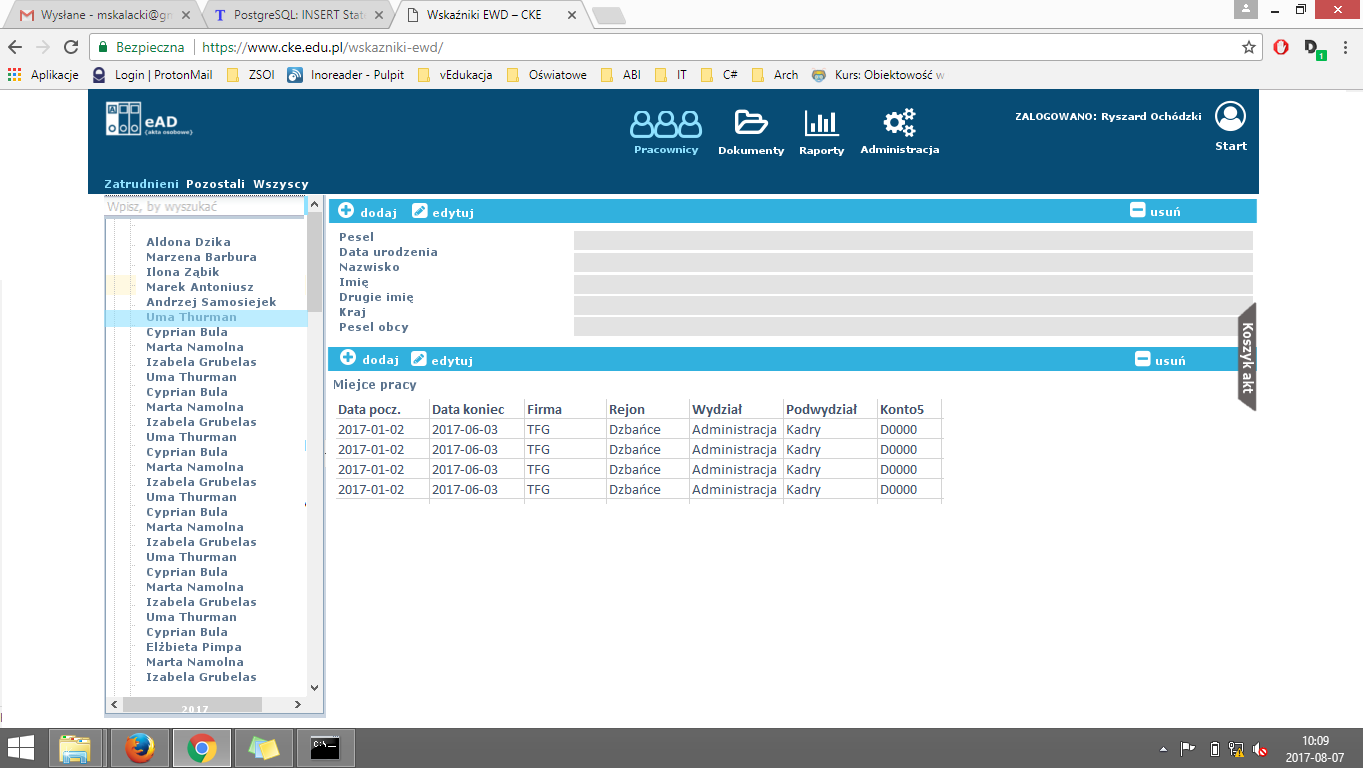 Wysłane - mskalacki@gm
PostgreSQL: INSERT State
Wskaźniki EWD – CKE
Bezpieczna
https://www.cke.edu.pl/wskazniki-ewd/
Aplikacje
Login | ProtonMail
ZSOI
Inoreader - Pulpit
vEdukacja
Oświatowe
ABI
IT
C#
Arch
Kurs: Obiektowość w
eAD
(akta osobowe)
Pracownicy
Dokumenty
Raporty
Administracja
ZALOGOWANO: Ryszard Ochódzki
Start
Zatrudnieni Pozostali Wszyscy
Wpisz, by wyszukać
Aldona Dzika
Marzena Barbura
Ilona Ząbik
Marek Antoniusz
Andrzej Samosiejek
Uma Thurman
Cyprian Bula
Marta Namolna
Izabela Grubelas
Uma Thurman
Cyprian Bula
Marta Namolna
Izabela Grubelas
Uma Thurman
Cyprian Bula
Marta Namolna
Izabela Grubelas
Uma Thurman
Cyprian Bula
Marta Namolna
Izabela Grubelas
Uma Thurman
Cyprian Bula
Marta Namolna
Izabela Grubelas
Uma Thurman
Cyprian Bula
Elżbieta Pimpa
Marta Namolna
Izabela Grubelas
2017
dodaj edytuj usuń
Pesel
Data urodzenia
Nazwisko
Imię
Drugie imię
Kraj
Pesel obcy
Koszyk akt
dodaj edytuj usuń
Miejce pracy
Data pocz. Data koniec Firma Rejon Wydział Podwydział Konto5
2017-01-02 2017-06-03 TFG Dzbańce Administracja Kadry D0000
2017-01-02 2017-06-03 TFG Dzbańce Administracja Kadry D0000
2017-01-02 2017-06-03 TFG Dzbańce Administracja Kadry D0000
2017-01-02 2017-06-03 TFG Dzbańce Administracja Kadry D0000
10:09
2017-08-07